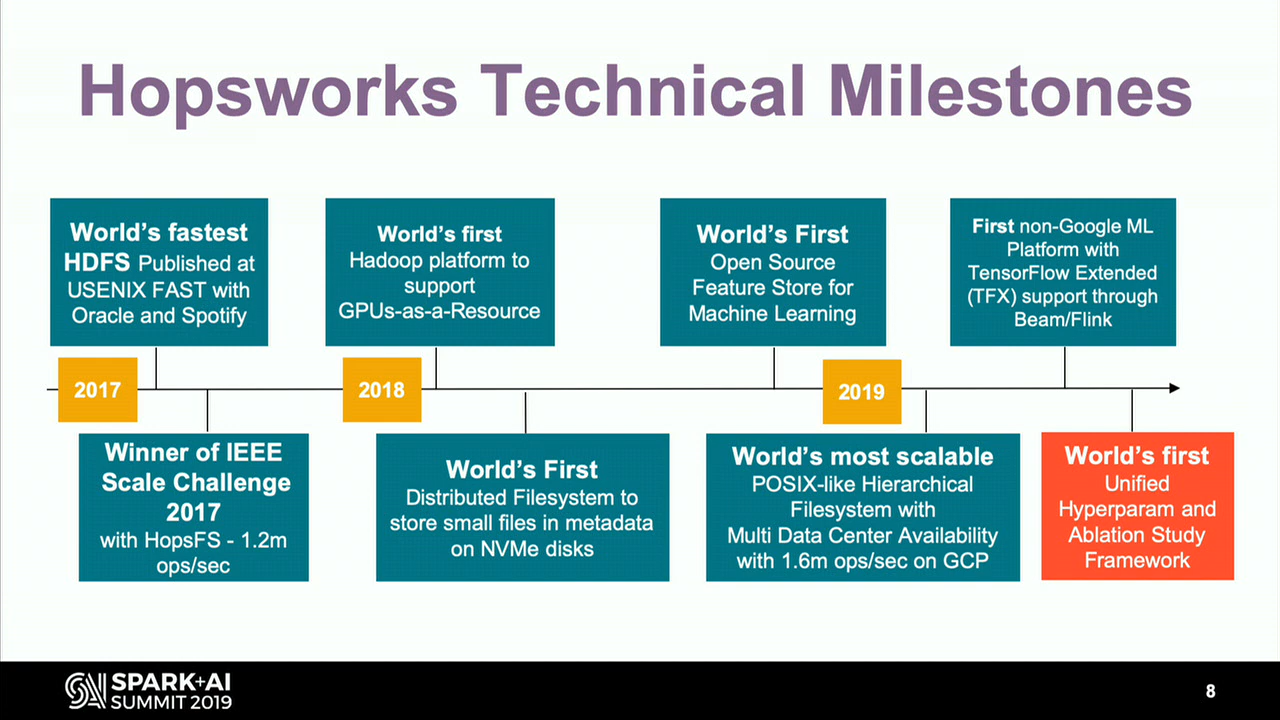 Hopsworks Technical Milestones
World's fastest
HDFS Published at
USENIX FAST with
Oracle and Spotify
World's first
Hadoop platform to
support
GPUs-as-a-Resource
World's First
Open Source
Feature Store for
Machine Learning
First non-Google ML
Platform with
TensorFlow Extended
(TFX) support through
Beam/Flink
2017
2018
2019
Winner of IEEE
Scale Challenge
2017
with HopsFS - 1.2m
ops/sec
World's First
Distributed Filesystem to
store small files in metadata
on NVMe disks
World's most scalable
POSIX-like Hierarchical
Filesystem with
Multi Data Center Availability
with 1.6m ops/sec on GCP
World's first
Unified
Hyperparam and
Ablation Study
Framework
SPARK+AI
SUMMIT 2019
8